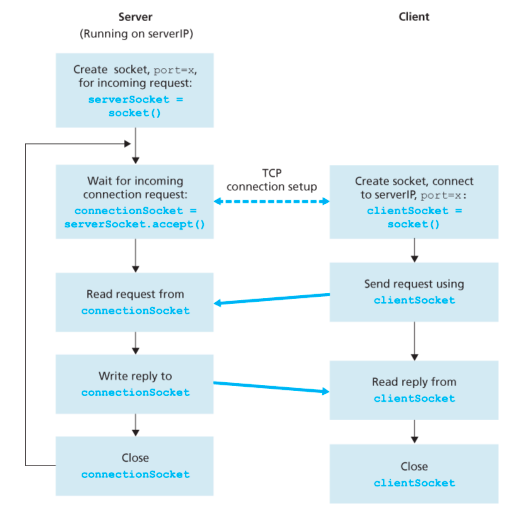 Server
(Running on serverIP)
Client
Create socket, port=x,
for incoming request:
serverSocket =
socket()
Wait for incoming
connection request:
connectionSocket =
serverSocket.accept()
TCP
connection setup
Create socket, connect
to serverIP, port=x:
clientSocket =
socket()
Read request from
connectionSocket
Send request using
clientSocket
Write reply to
connectionSocket
Read reply from
clientSocket
Close
connectionSocket
Close
clientSocket